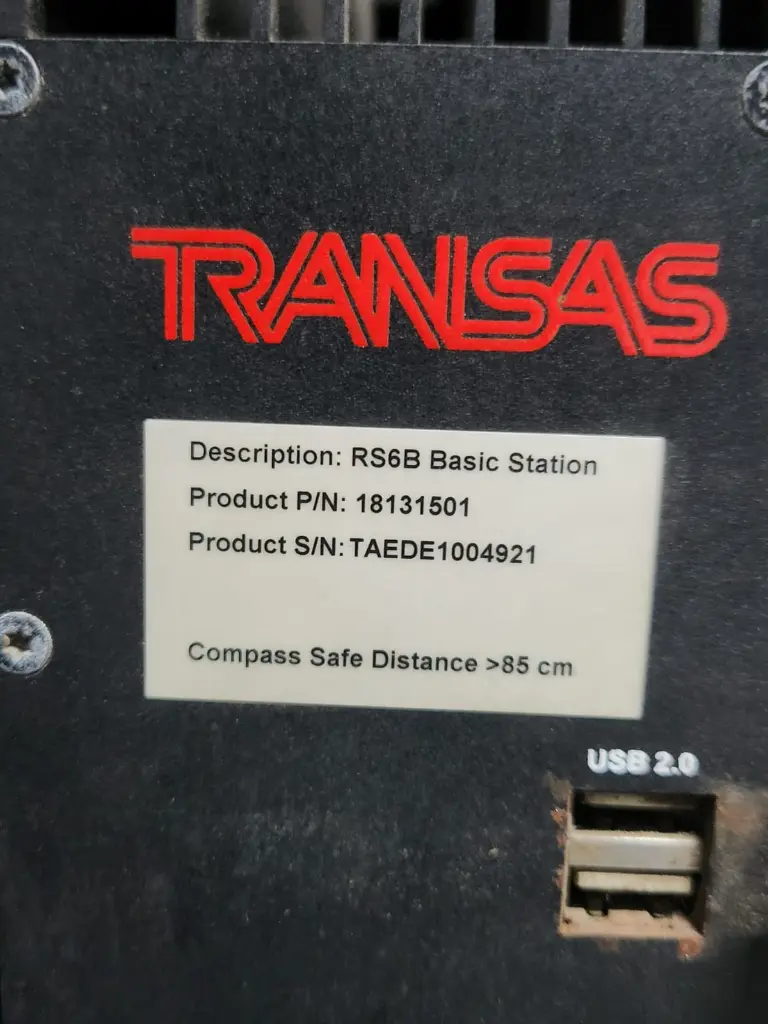 TRANSAS
Description: RS6B Basic Station
Product P/N: 18131501
Product S/N: TAEDE1004921
Compass Safe Distance >85 cm
USB 2.0